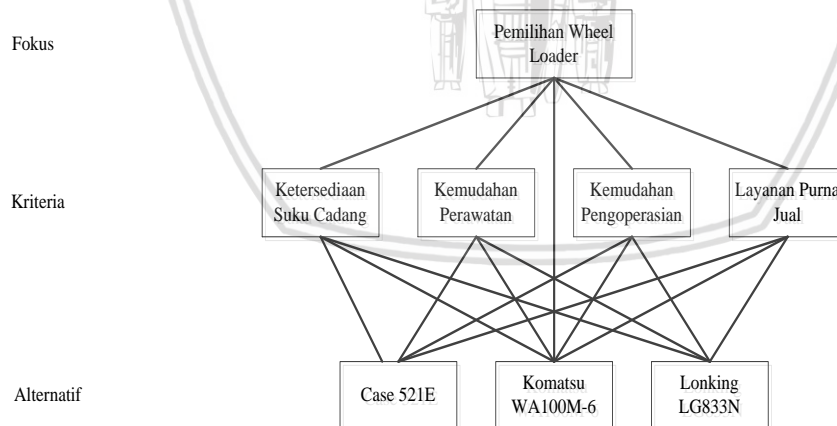 Fokus
Pemilihan Wheel
Loader
Kriteria
Ketersediaan
Suku Cadang
Kemudahan
Perawatan
Kemudahan
Pengoperasian
Layanan Purna
Jual
Alternatif
Case 521E
Komatsu
WA100M-6
Lonking
LG833N